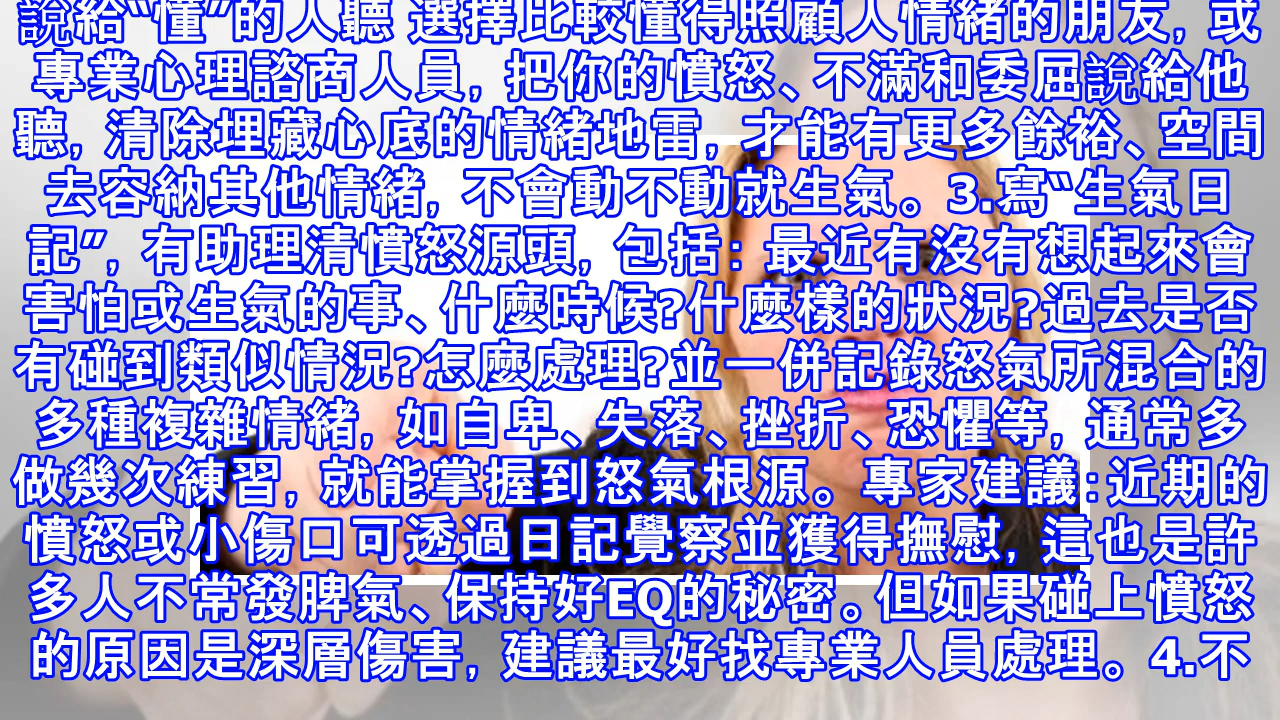 說給“懂”的人聽 選擇比較懂得照顧人情緒的朋友, 或
專業心理諮商人員, 把你的憤怒、不滿和委屈說給他
聽, 清除埋藏心底的情緒地雷, 才能有更多餘裕、空間
去容納其他情緒, 不會動不動就生氣。3.寫“生氣日
記”, 有助理清憤怒源頭, 包括: 最近有沒有想起來會
害怕或生氣的事、什麼時候?什麼樣的狀況?過去是否
有碰到類似情況?怎麼處理?並一併記錄怒氣所混合的
多種複雜情緒, 如自卑、失落、挫折、恐懼等, 通常多
做幾次練習, 就能掌握到怒氣根源。專家建議:近期的
憤怒或小傷口可透過日記覺察並獲得撫慰, 這也是許
多人不常發脾氣、保持好EQ的秘密。但如果碰上憤怒
的原因是深層傷害, 建議最好找專業人員處理。4.不